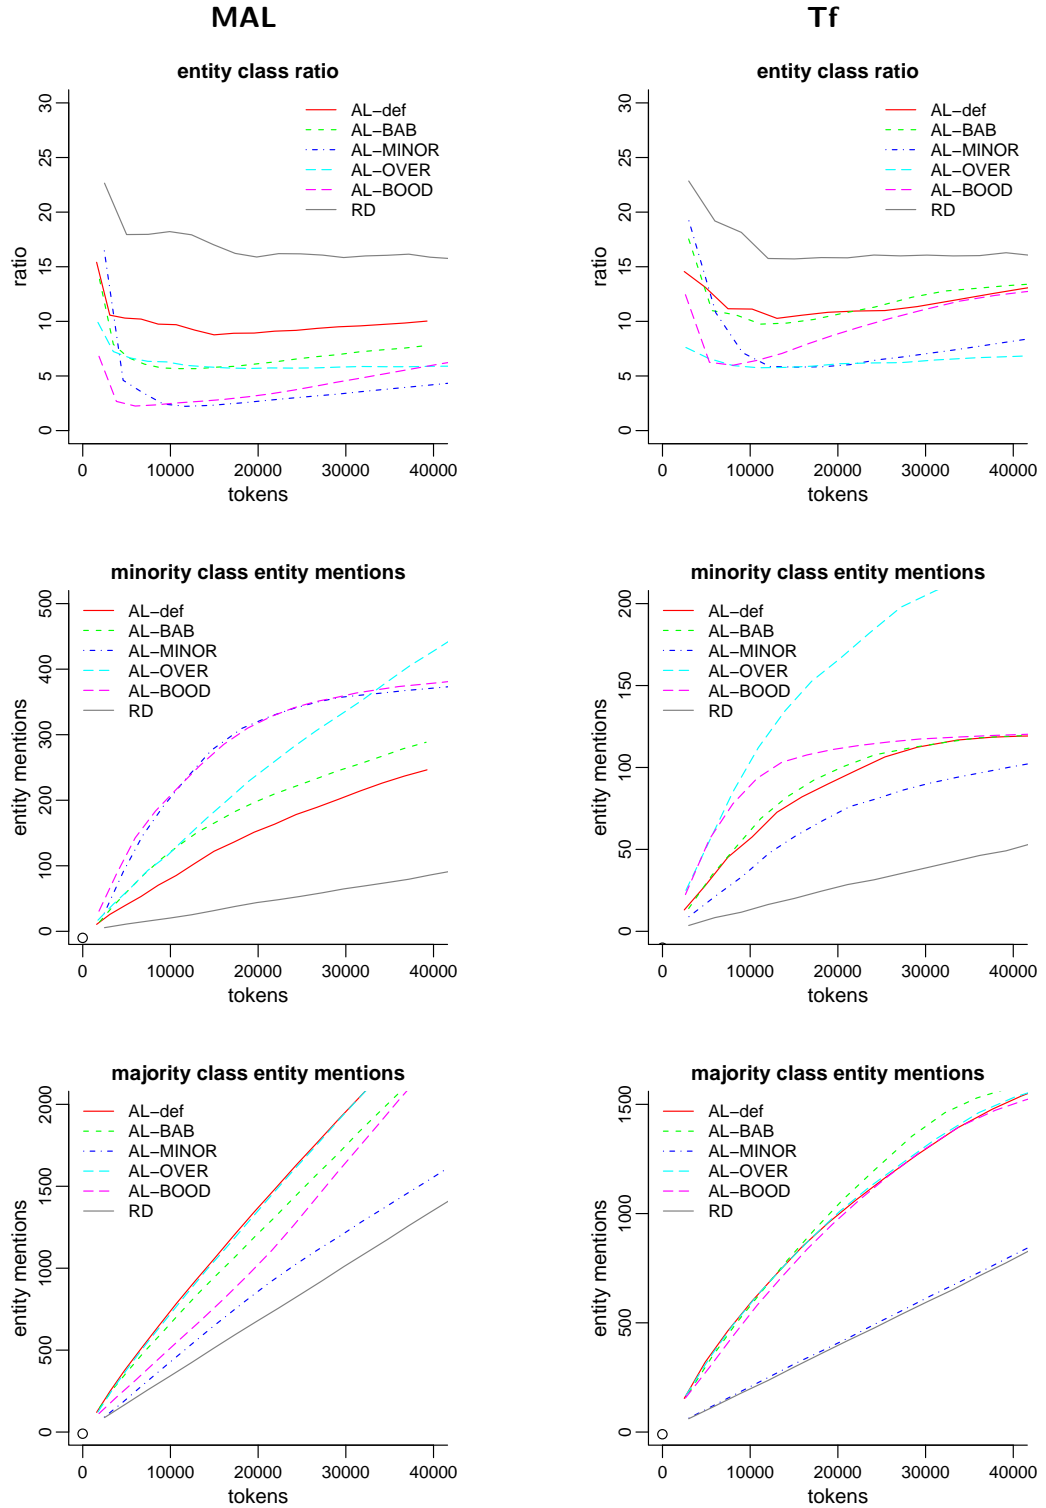 MAL
Tf
entity class ratio
AL−def
AL−BAB
AL−MINOR
AL−OVER
AL−BOOD
RD
ratio
0 5 10 15 20 25 30
0 10000 20000 30000 40000
tokens
entity class ratio
AL−def
AL−BAB
AL−MINOR
AL−OVER
AL−BOOD
RD
ratio
0 5 10 15 20 25 30
0 10000 20000 30000 40000
tokens
minority class entity mentions
AL−def
AL−BAB
AL−MINOR
AL−OVER
AL−BOOD
RD
entity mentions
0 100 200 300 400 500
0 10000 20000 30000 40000
tokens
minority class entity mentions
AL−def
AL−BAB
AL−MINOR
AL−OVER
AL−BOOD
RD
entity mentions
0 50 100 150 200
0 10000 20000 30000 40000
tokens
majority class entity mentions
AL−def
AL−BAB
AL−MINOR
AL−OVER
AL−BOOD
RD
entity mentions
0 500 1000 1500 2000
0 10000 20000 30000 40000
tokens
majority class entity mentions
AL−def
AL−BAB
AL−MINOR
AL−OVER
AL−BOOD
RD
entity mentions
0 500 1000 1500
0 10000 20000 30000 40000
tokens